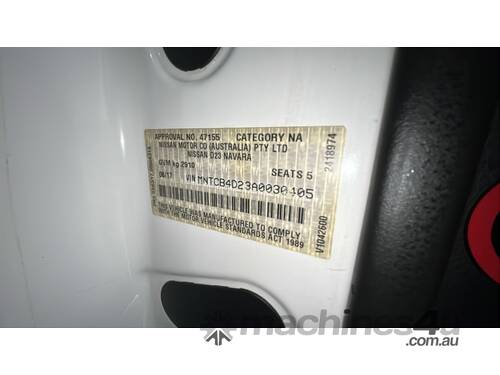 APPROVAL NO. 47155 CATEGORY NA
NISSAN MOTOR CO (AUSTRALIA) PTY LTD
NISSAN D23 NAVARA
GVM kg 2910 SEATS 5
08/17 VIN MNTCB4D23A0030405
THIS VEHICLE WAS MANUFACTURED TO COMPLY
WITH THE MOTOR VEHICLE STANDARDS ACT 1989
2418974
V1042600
machines4u
.com.au